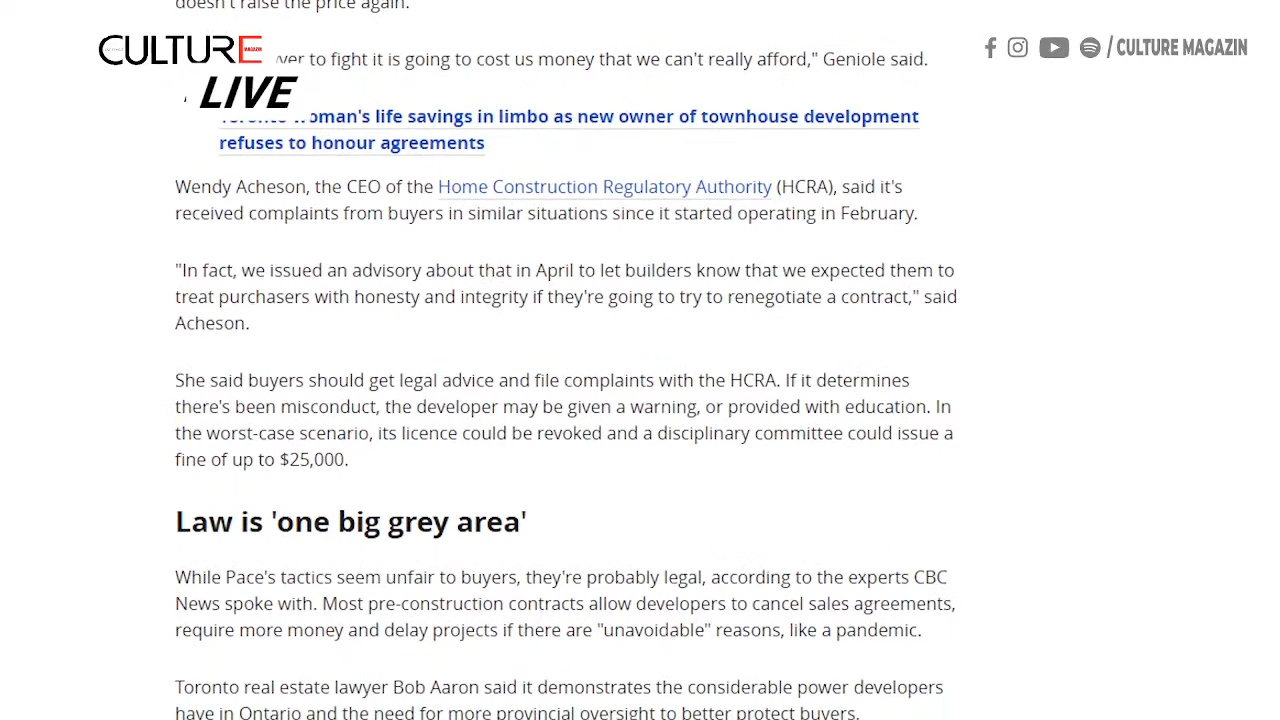 doesn't raise the price again.
CULTURE MAGAZIN
LIVE
/ CULTURE MAGAZIN
to fight it is going to cost us money that we can't really afford," Geniole said.
woman's life savings in limbo as new owner of townhouse development
refuses to honour agreements
Wendy Acheson, the CEO of the Home Construction Regulatory Authority (HCRA), said it's
received complaints from buyers in similar situations since it started operating in February.
"In fact, we issued an advisory about that in April to let builders know that we expected them to
treat purchasers with honesty and integrity if they're going to try to renegotiate a contract," said
Acheson.
She said buyers should get legal advice and file complaints with the HCRA. If it determines
there's been misconduct, the developer may be given a warning, or provided with education. In
the worst-case scenario, its licence could be revoked and a disciplinary committee could issue a
fine of up to $25,000.
Law is 'one big grey area'
While Pace's tactics seem unfair to buyers, they're probably legal, according to the experts CBC
News spoke with. Most pre-construction contracts allow developers to cancel sales agreements,
require more money and delay projects if there are "unavoidable" reasons, like a pandemic.
Toronto real estate lawyer Bob Aaron said it demonstrates the considerable power developers
have in Ontario and the need for more provincial oversight to better protect buyers.